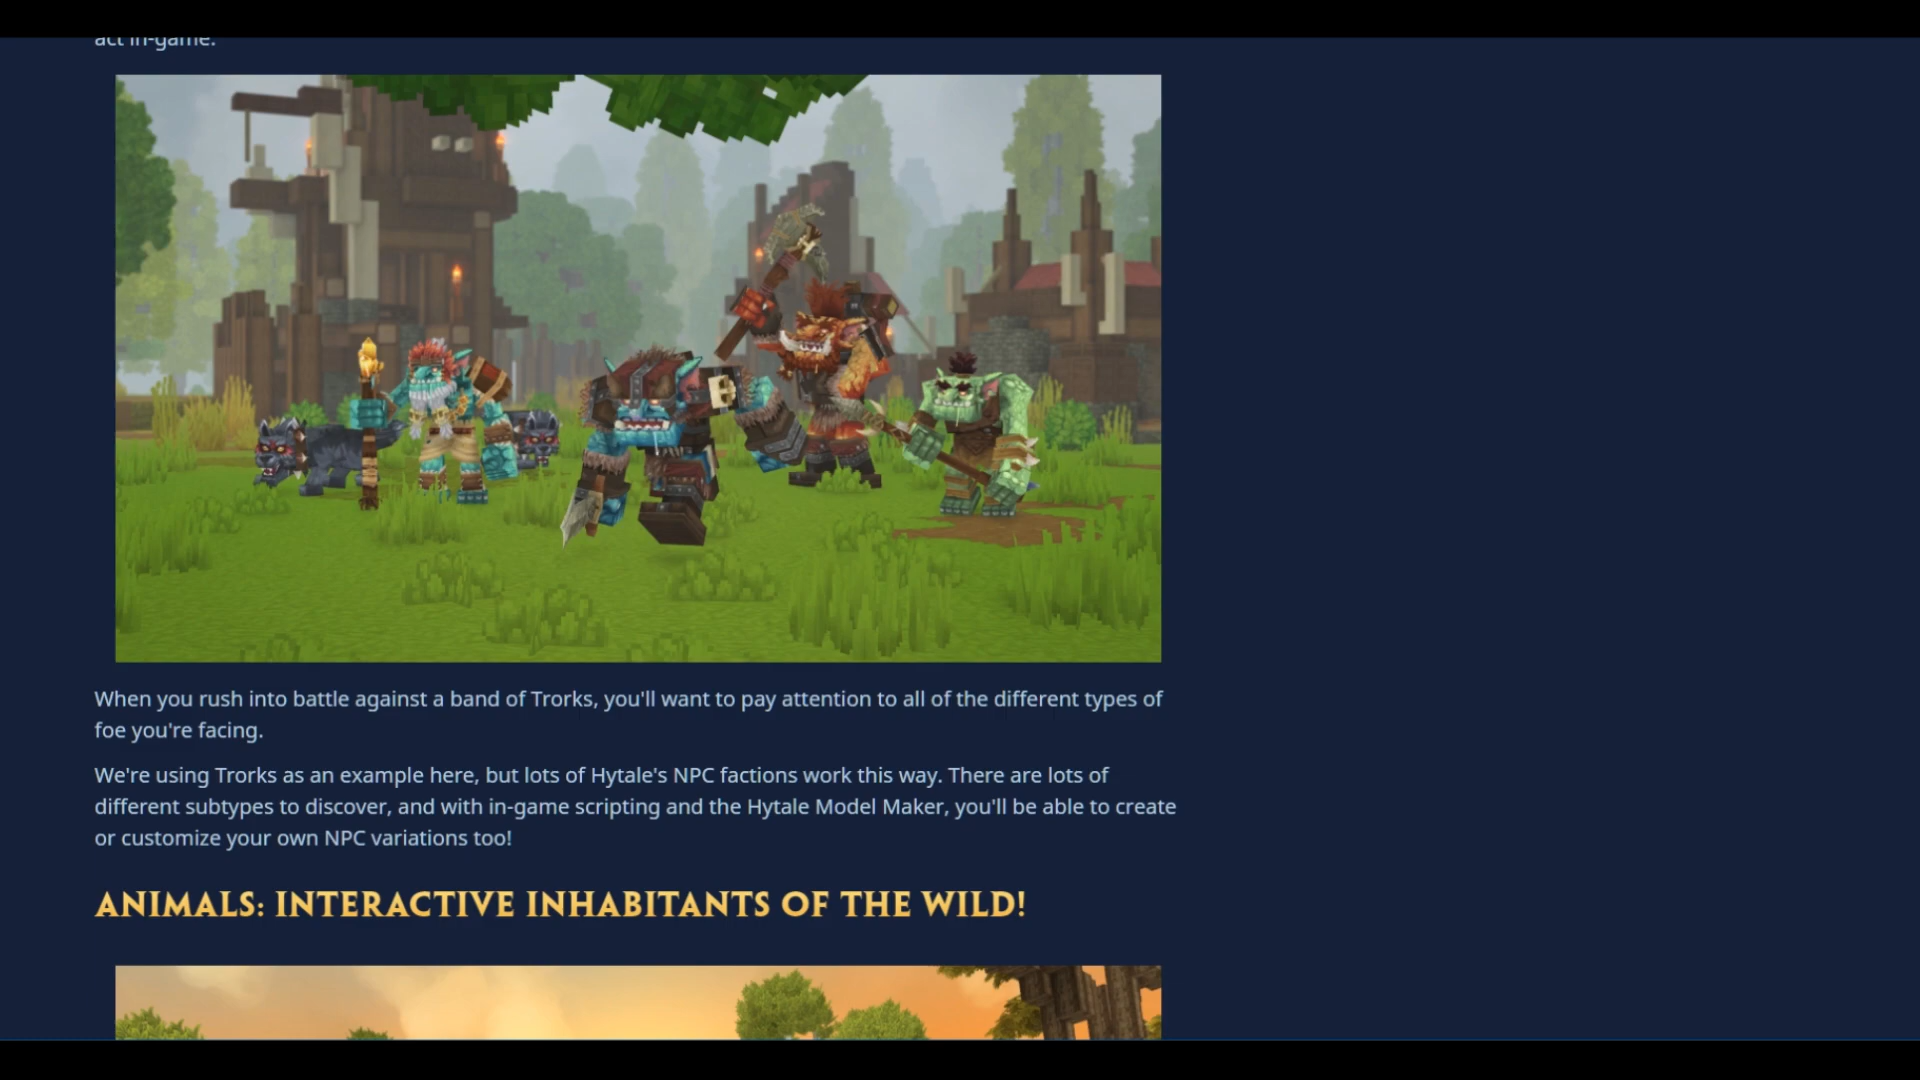 act in-game.
When you rush into battle against a band of Trorks, you'll want to pay attention to all of the different types of
foe you're facing.
We're using Trorks as an example here, but lots of Hytale's NPC factions work this way. There are lots of
different subtypes to discover, and with in-game scripting and the Hytale Model Maker, you'll be able to create
or customize your own NPC variations too!
ANIMALS: INTERACTIVE INHABITANTS OF THE WILD!